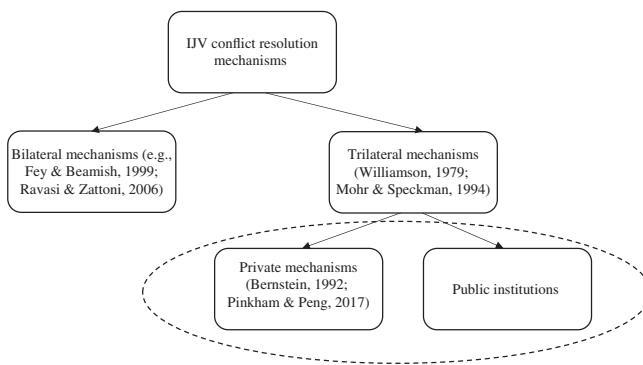 IJV conflict resolution
mechanisms
Bilateral mechanisms (e.g.,
Fey & Beamish, 1999;
Ravasi & Zattoni, 2006)
Trilateral mechanisms
(Williamson, 1979;
Mohr & Speckman, 1994)
Private mechanisms
(Bernstein, 1992;
Pinkham & Peng, 2017)
Public institutions